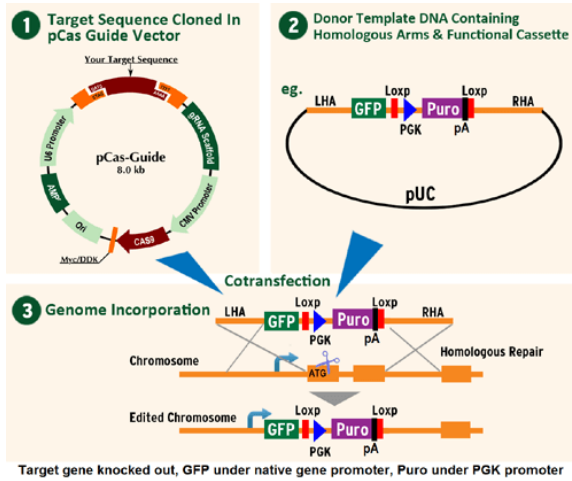 1 Target Sequence Cloned In
pCas Guide Vector
Your Target Sequence
U6 Promoter
pRNA Scaffold
pCas-Guide
8.0 kb
AMPr
CMV Promoter
Ori
CAS9
Myc/DDK
2 Donor Template DNA Containing
Homologous Arms & Functional Cassette
eg.
Loxp Loxp
LHA GFP Puro RHA
PGK pA
pUC
Cotransfection
3 Genome Incorporation
LHA Loxp Loxp RHA
GFP Puro
PGK pA
Chromosome Homologous Repair
ATG
Edited Chromosome Loxp Loxp
GFP Puro
PGK pA
Target gene knocked out, GFP under native gene promoter, Puro under PGK promoter